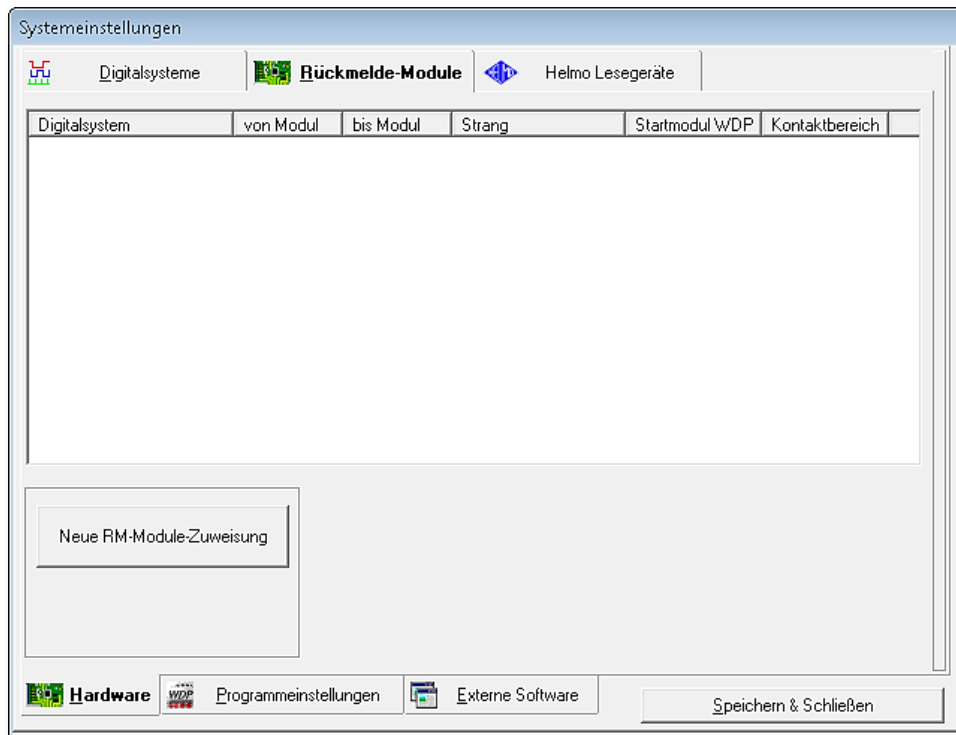 Systemeinstellungen
Digitalsysteme Rückmelde-Module Helmo Lesegeräte
Digitalsystem von Modul bis Modul Strang Startmodul WDP Kontaktbereich
Neue RM-Module-Zuweisung
Hardware WDP Programmeinstellungen Externe Software
Speichern & Schließen